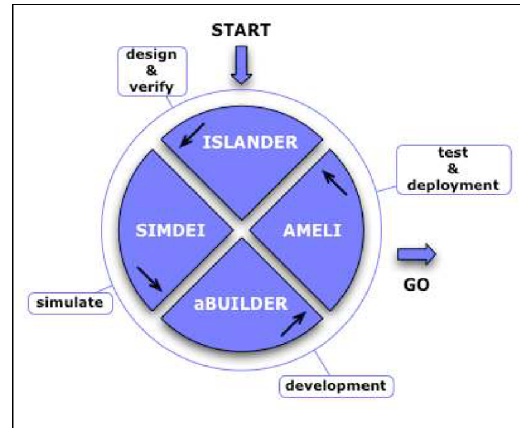 START
design
&
verify
ISLANDER
test
&
deployment
SIMDEI
AMELI
GO
simulate
aBUILDER
development